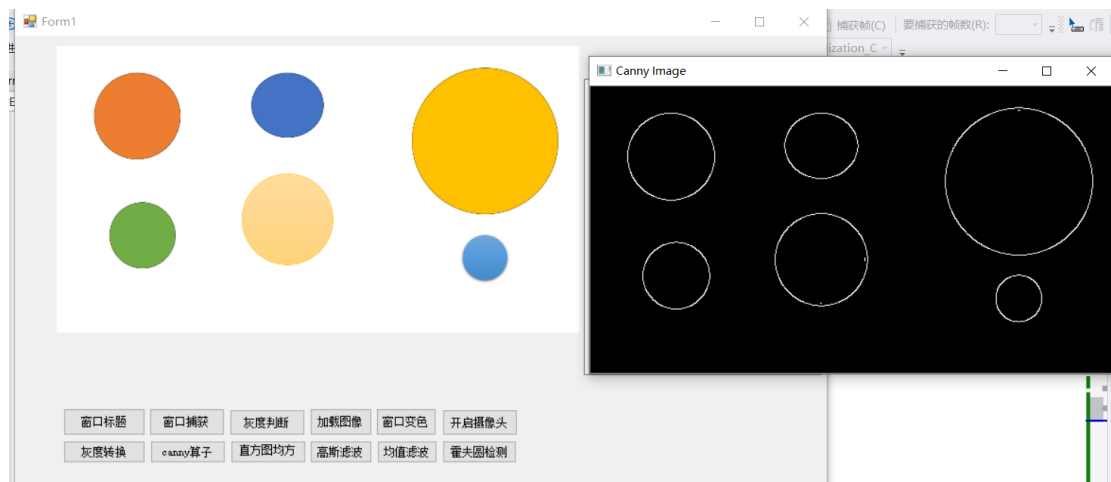 Form1
捕获帧(C) 要捕获的帧数(R):
ization_C
Canny Image
窗口标题 窗口捕获 灰度判断 加载图像 窗口变色 开启摄像头
灰度转换 canny算子 直方图均方 高斯滤波 均值滤波 霍夫圆检测